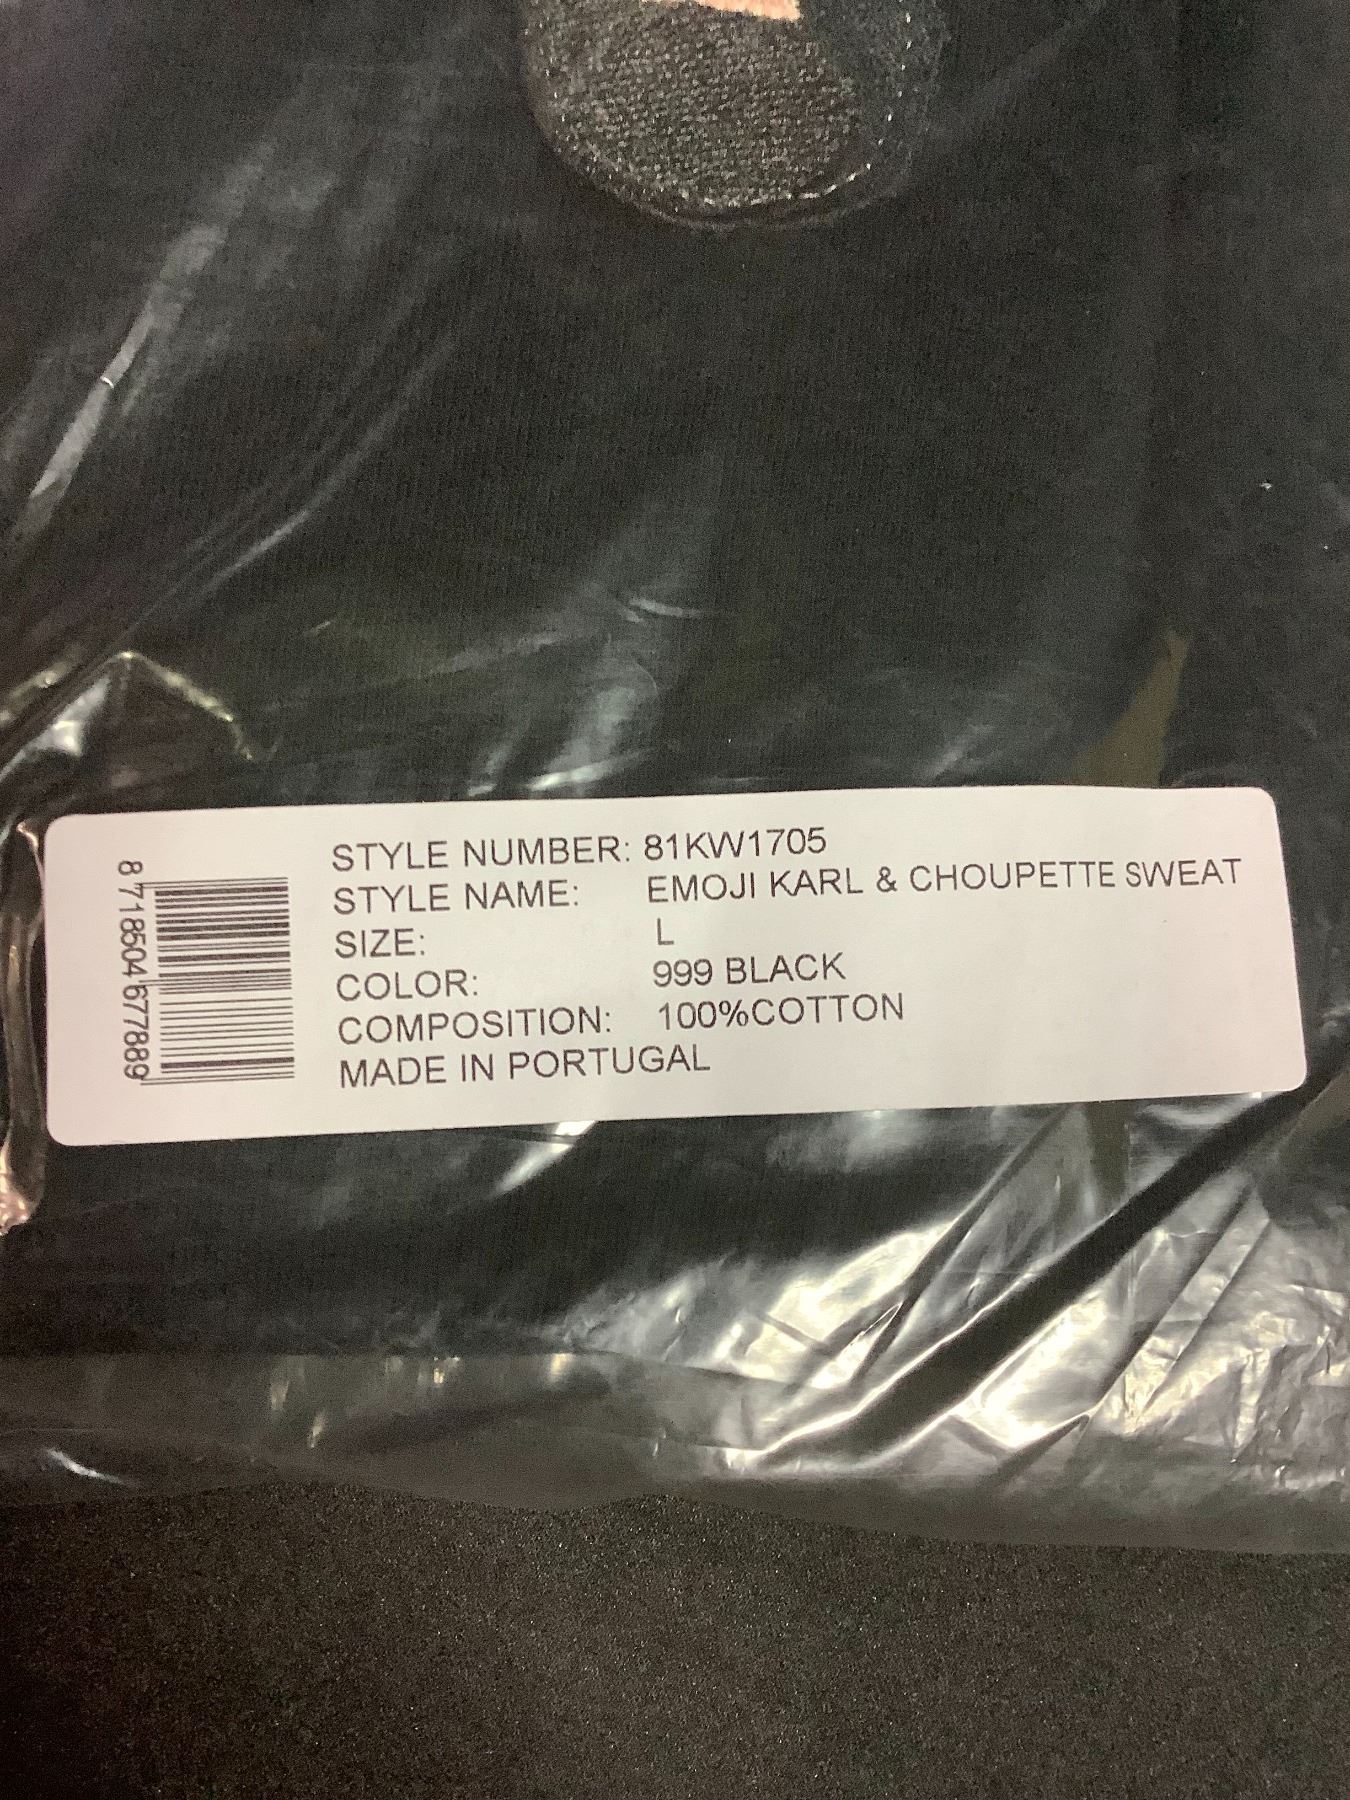 STYLE NUMBER: 81KW1705
STYLE NAME: EMOJI KARL & CHOUPETTE SWEAT
SIZE: L
COLOR: 999 BLACK
COMPOSITION: 100%COTTON
MADE IN PORTUGAL
8 718504 677889